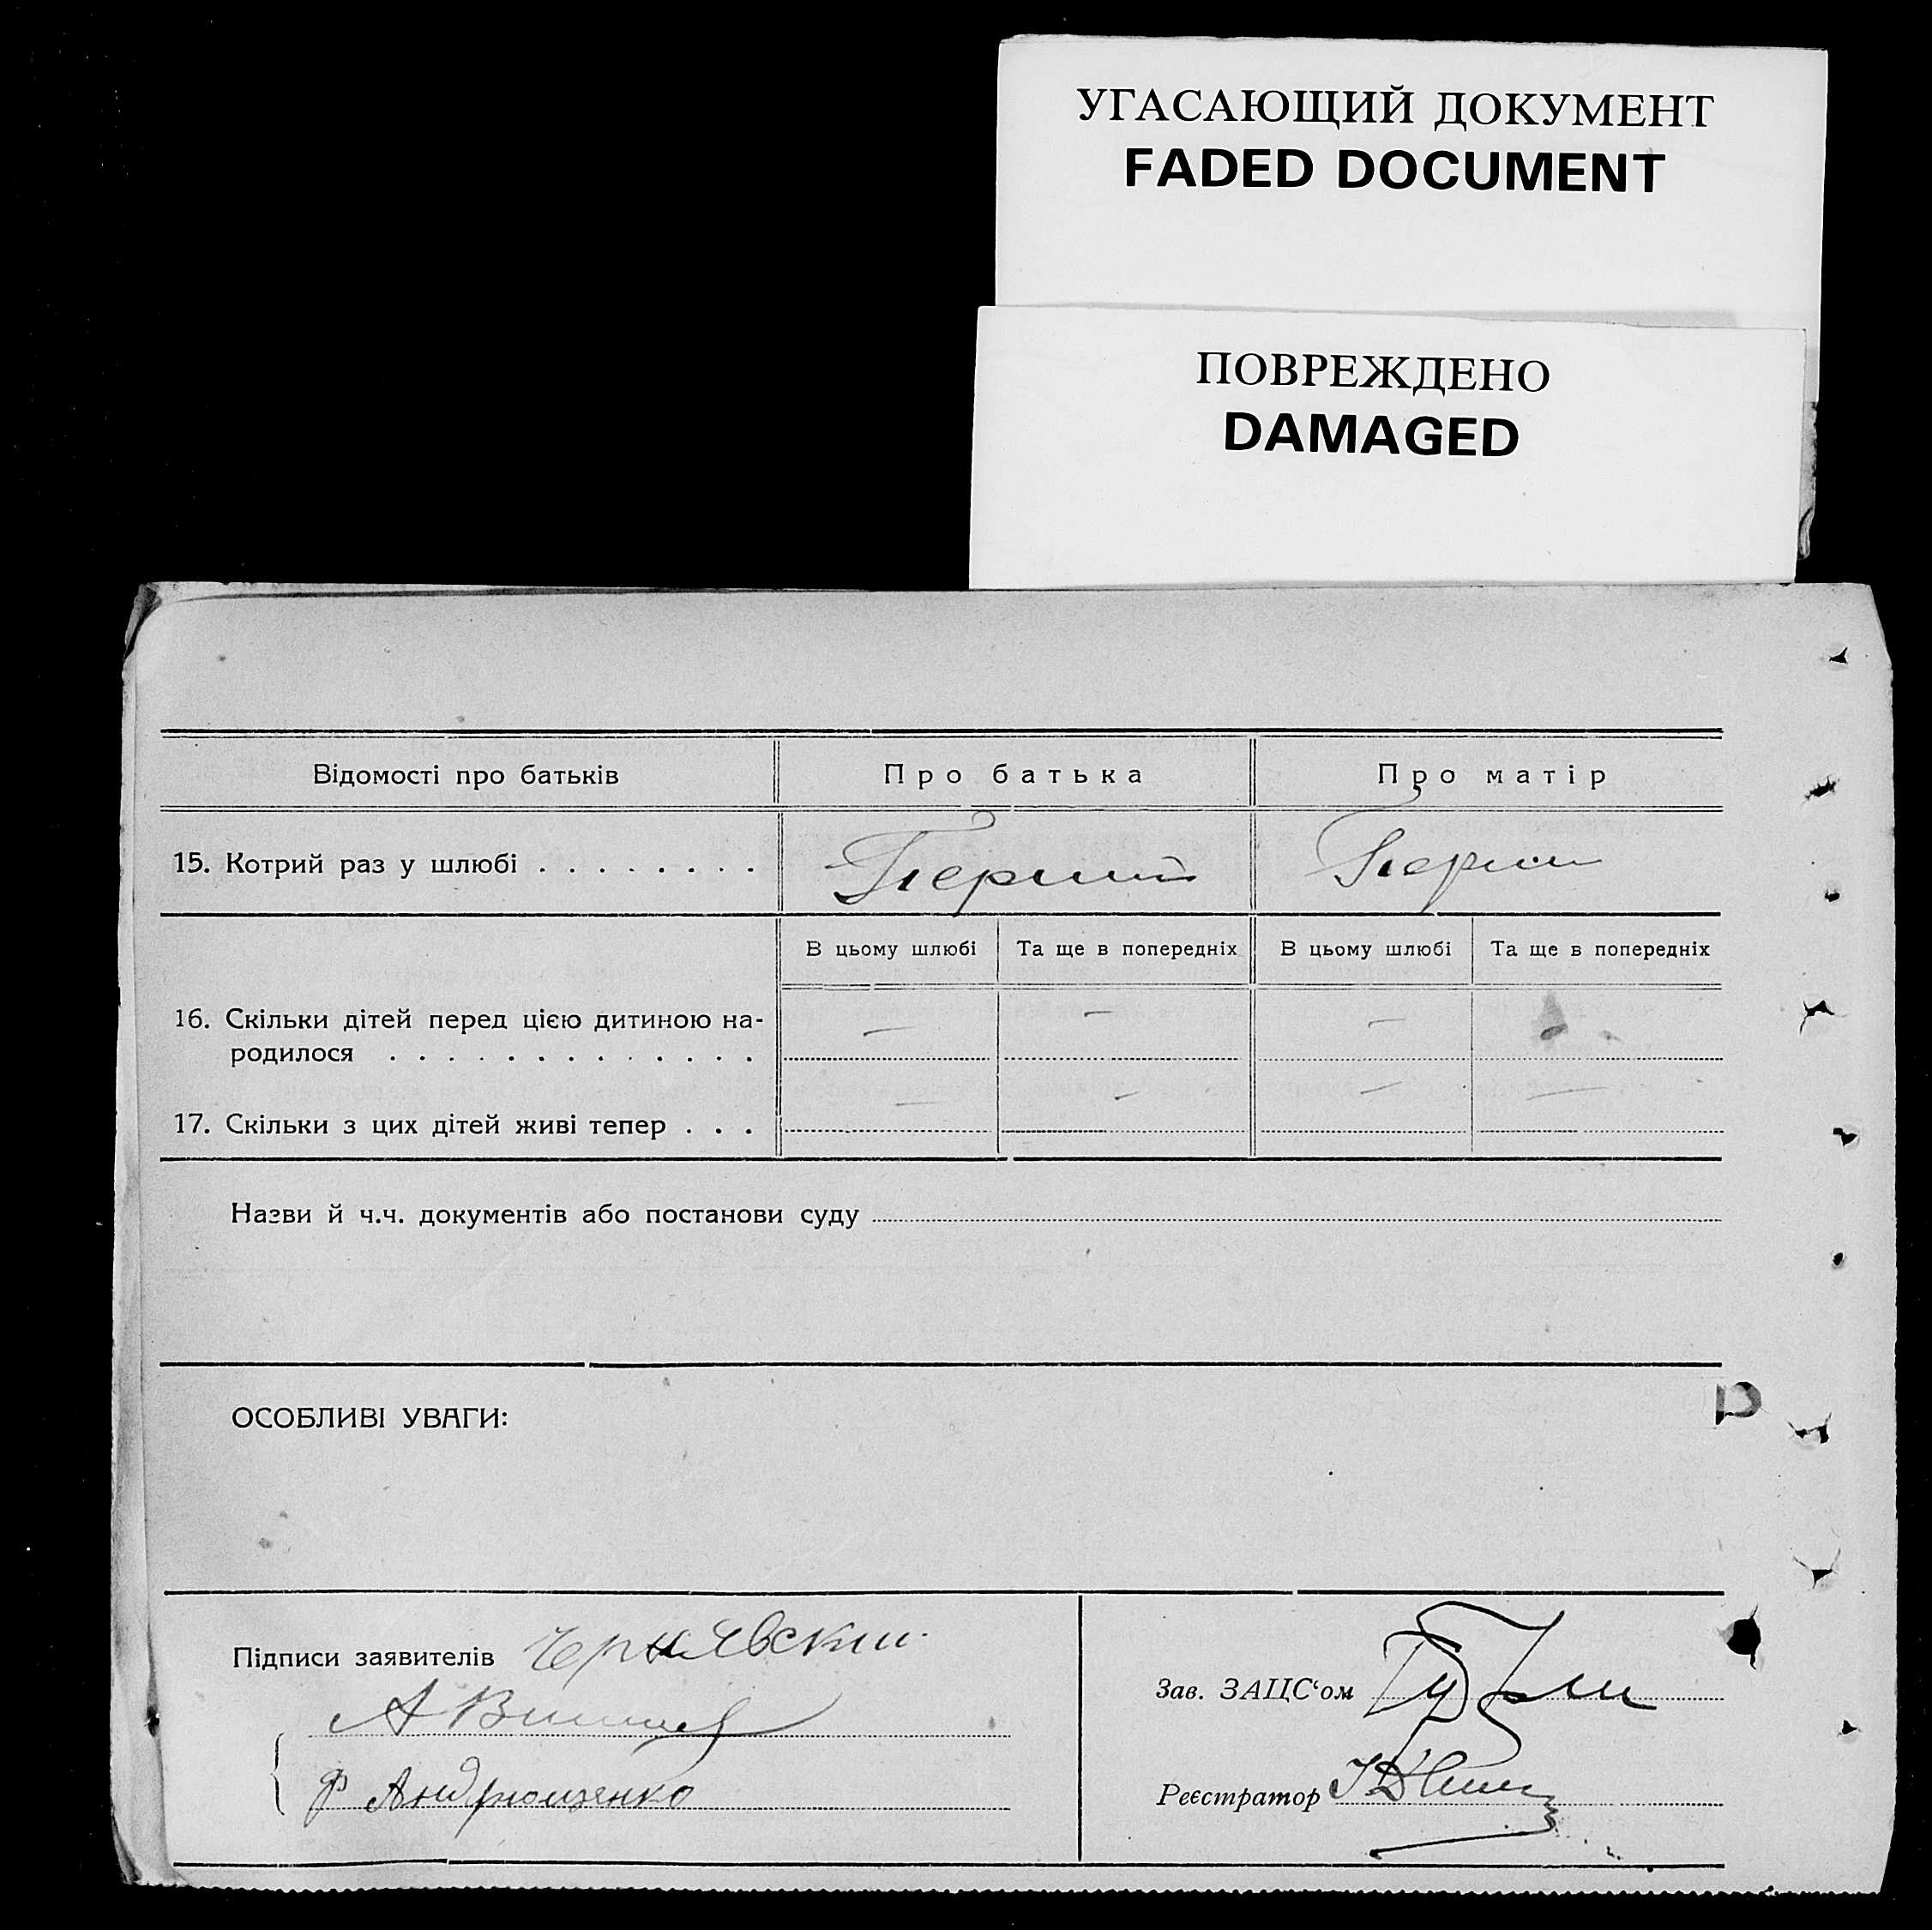 УГАСАЮЩИЙ ДОКУМЕНТ
FADED DOCUMENT
ПОВРЕЖДЕНО
DAMAGED
Відомості про батьків Про батька Про матір
15. Котрий раз у шлюбі . . . . . . . . Перший
В цьому шлюбі Та ще в попередніх В цьому шлюбі Та ще в попередніх
16. Скільки дітей перед цією дитиною на- — — —
родилося . . . . . . . . . . . . .
17. Скільки з цих дітей живі тепер . . . — — — —
Назви й ч.ч. документів або постанови суду
ОСОБЛИВІ УВАГИ:
Підписи заявителів Чернявский
Зав. ЗАЦС‘ом
Ф Андрющенко
Реєстратор